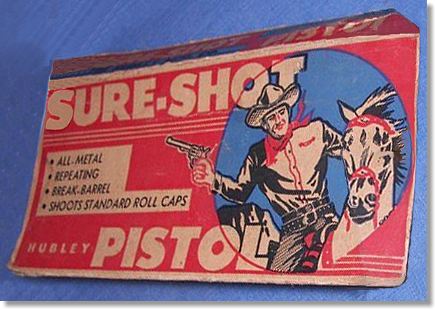 SURE-SHOT
• ALL-METAL
• REPEATING
• BREAK-BARREL
• SHOOTS STANDARD ROLL CAPS
HUBLEY PISTOL